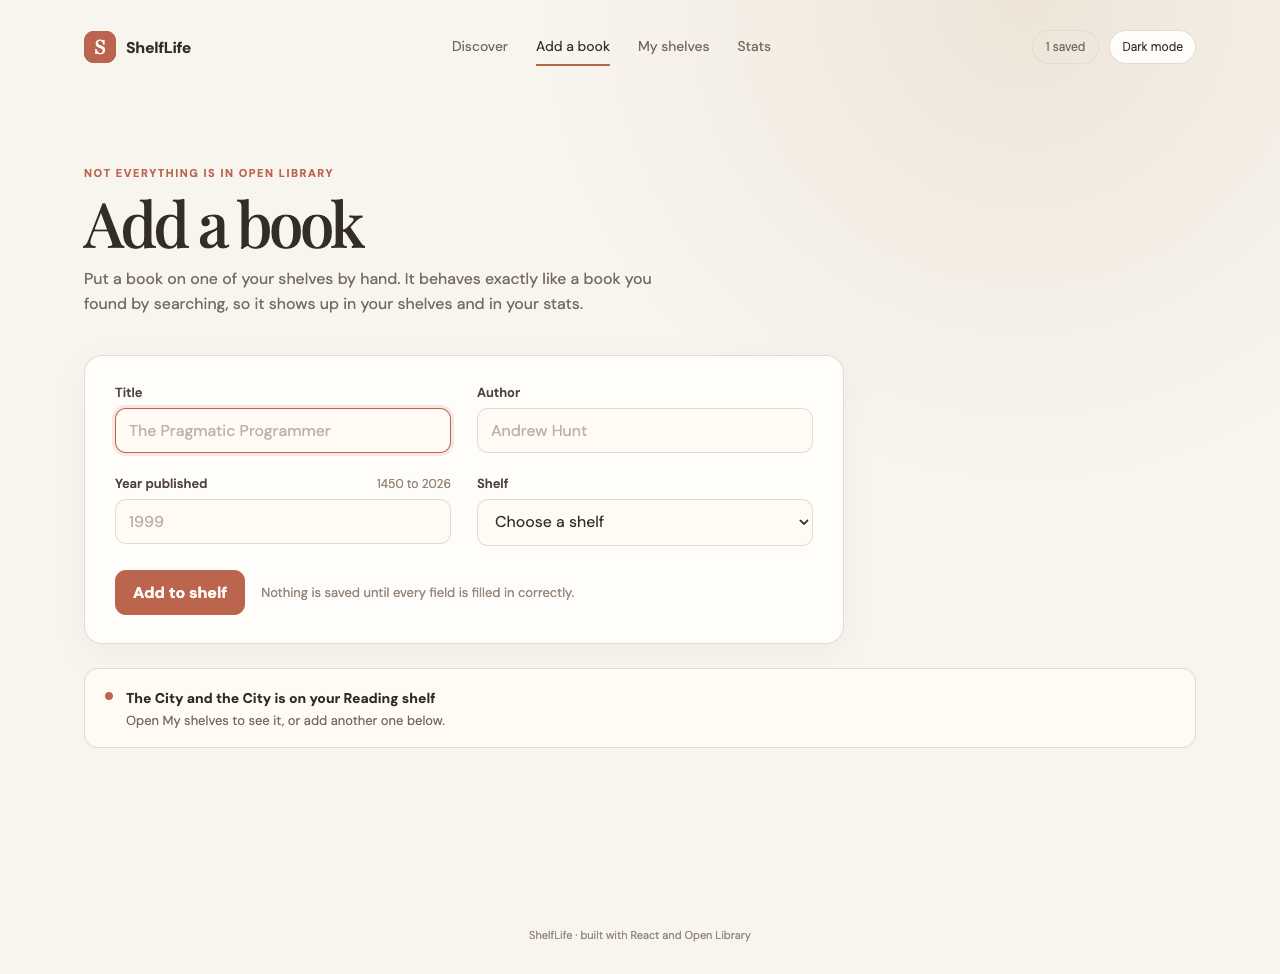 S ShelfLife
Discover Add a book My shelves Stats
1 saved Dark mode
NOT EVERYTHING IS IN OPEN LIBRARY
Add a book
Put a book on one of your shelves by hand. It behaves exactly like a book you
found by searching, so it shows up in your shelves and in your stats.
Title
The Pragmatic Programmer
Author
Andrew Hunt
Year published 1450 to 2026
1999
Shelf
Choose a shelf
Add to shelf Nothing is saved until every field is filled in correctly.
The City and the City is on your Reading shelf
Open My shelves to see it, or add another one below.
ShelfLife · built with React and Open Library